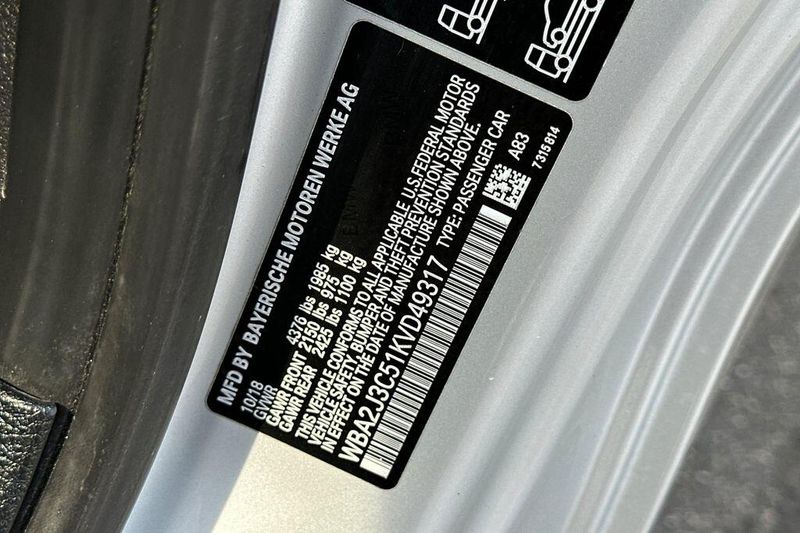 MFD BY BAYERISCHE MOTOREN WERKE AG
10/18
GVWR 4376 lbs 1985 kg
GAWR FRONT 2150 lbs 975 kg
GAWR REAR 2425 lbs 1100 kg
THIS VEHICLE CONFORMS TO ALL APPLICABLE U.S. FEDERAL MOTOR
VEHICLE SAFETY, BUMPER AND THEFT PREVENTION STANDARDS
IN EFFECT ON THE DATE OF MANUFACTURE SHOWN ABOVE.
WBA2J3C51KVD49317 TYPE: PASSENGER CAR
A83
7315814